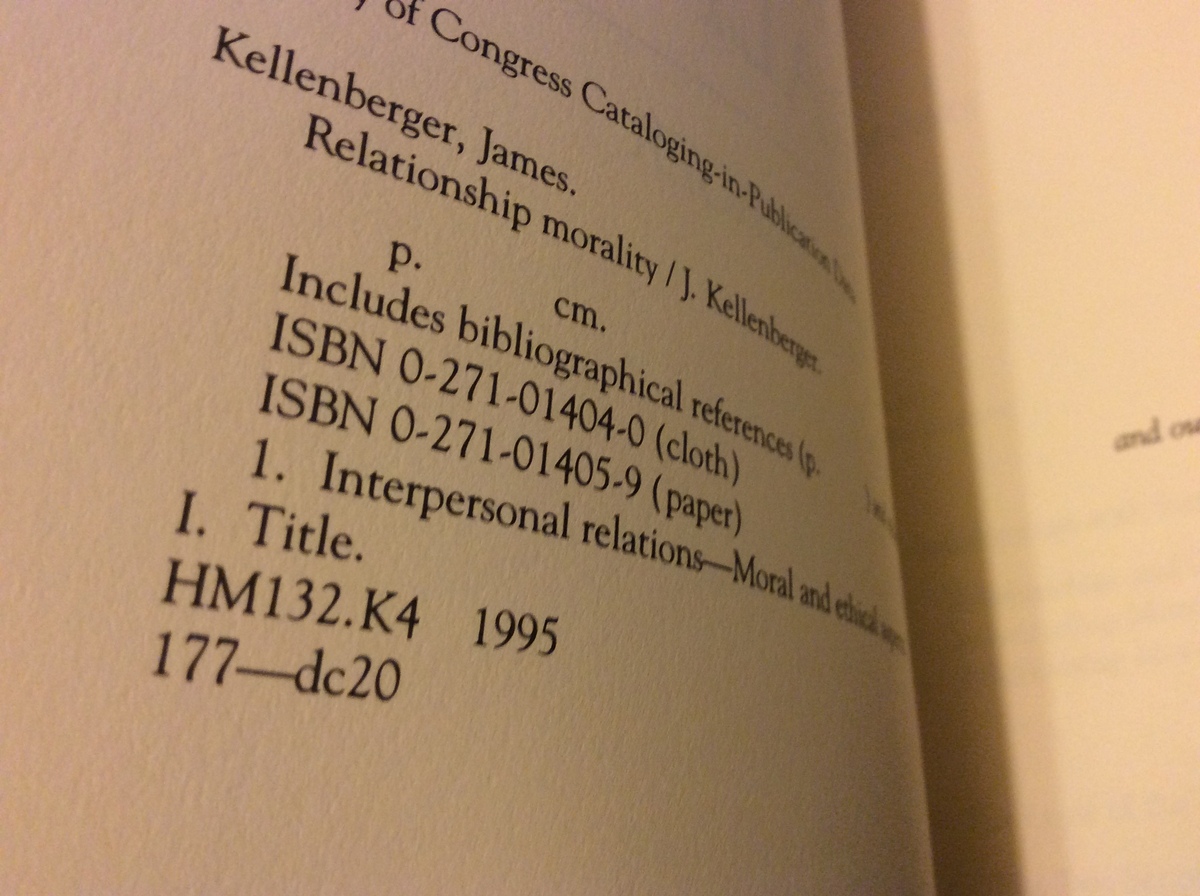 of Congress Cataloging-in-Publication
Kellenberger, James.
Relationship morality / J. Kellenberger.
p. cm.
Includes bibliographical references (p.
ISBN 0-271-01404-0 (cloth)
ISBN 0-271-01405-9 (paper)
1. Interpersonal relations—Moral and ethical
I. Title.
HM132.K4 1995
177—dc20
and